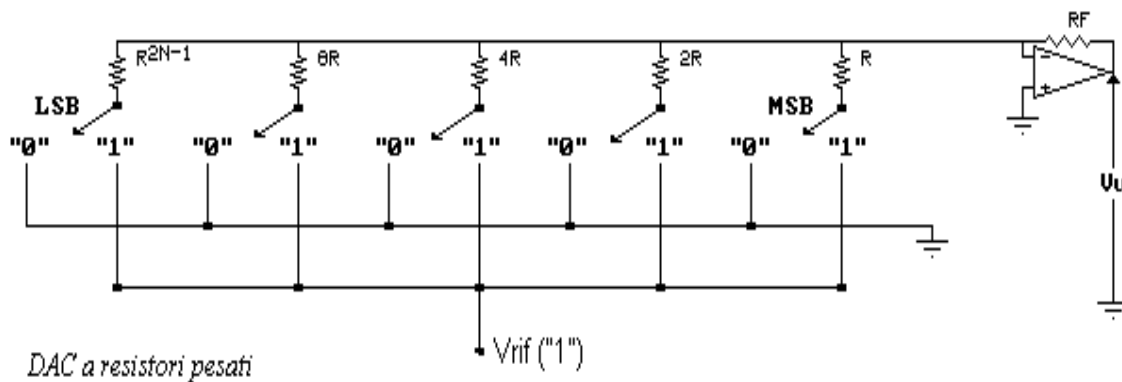 RF
R2N-1 8R 4R 2R R
-
+
LSB MSB
"0" "1" "0" "1" "0" "1" "0" "1" "0" "1"
Vu
Vrif ("1")
DAC a resistori pesati